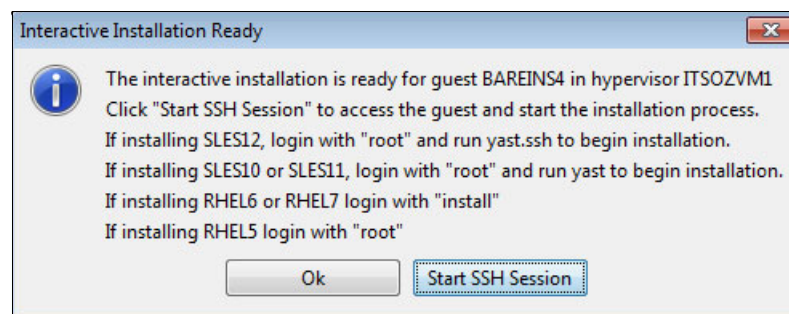 Interactive Installation Ready
The interactive installation is ready for guest BAREINS4 in hypervisor ITSOZVM1
Click "Start SSH Session" to access the guest and start the installation process.
If installing SLES12, login with "root" and run yast.ssh to begin installation.
If installing SLES10 or SLES11, login with "root" and run yast to begin installation.
If installing RHEL6 or RHEL7 login with "install"
If installing RHEL5 login with "root"
Ok
Start SSH Session